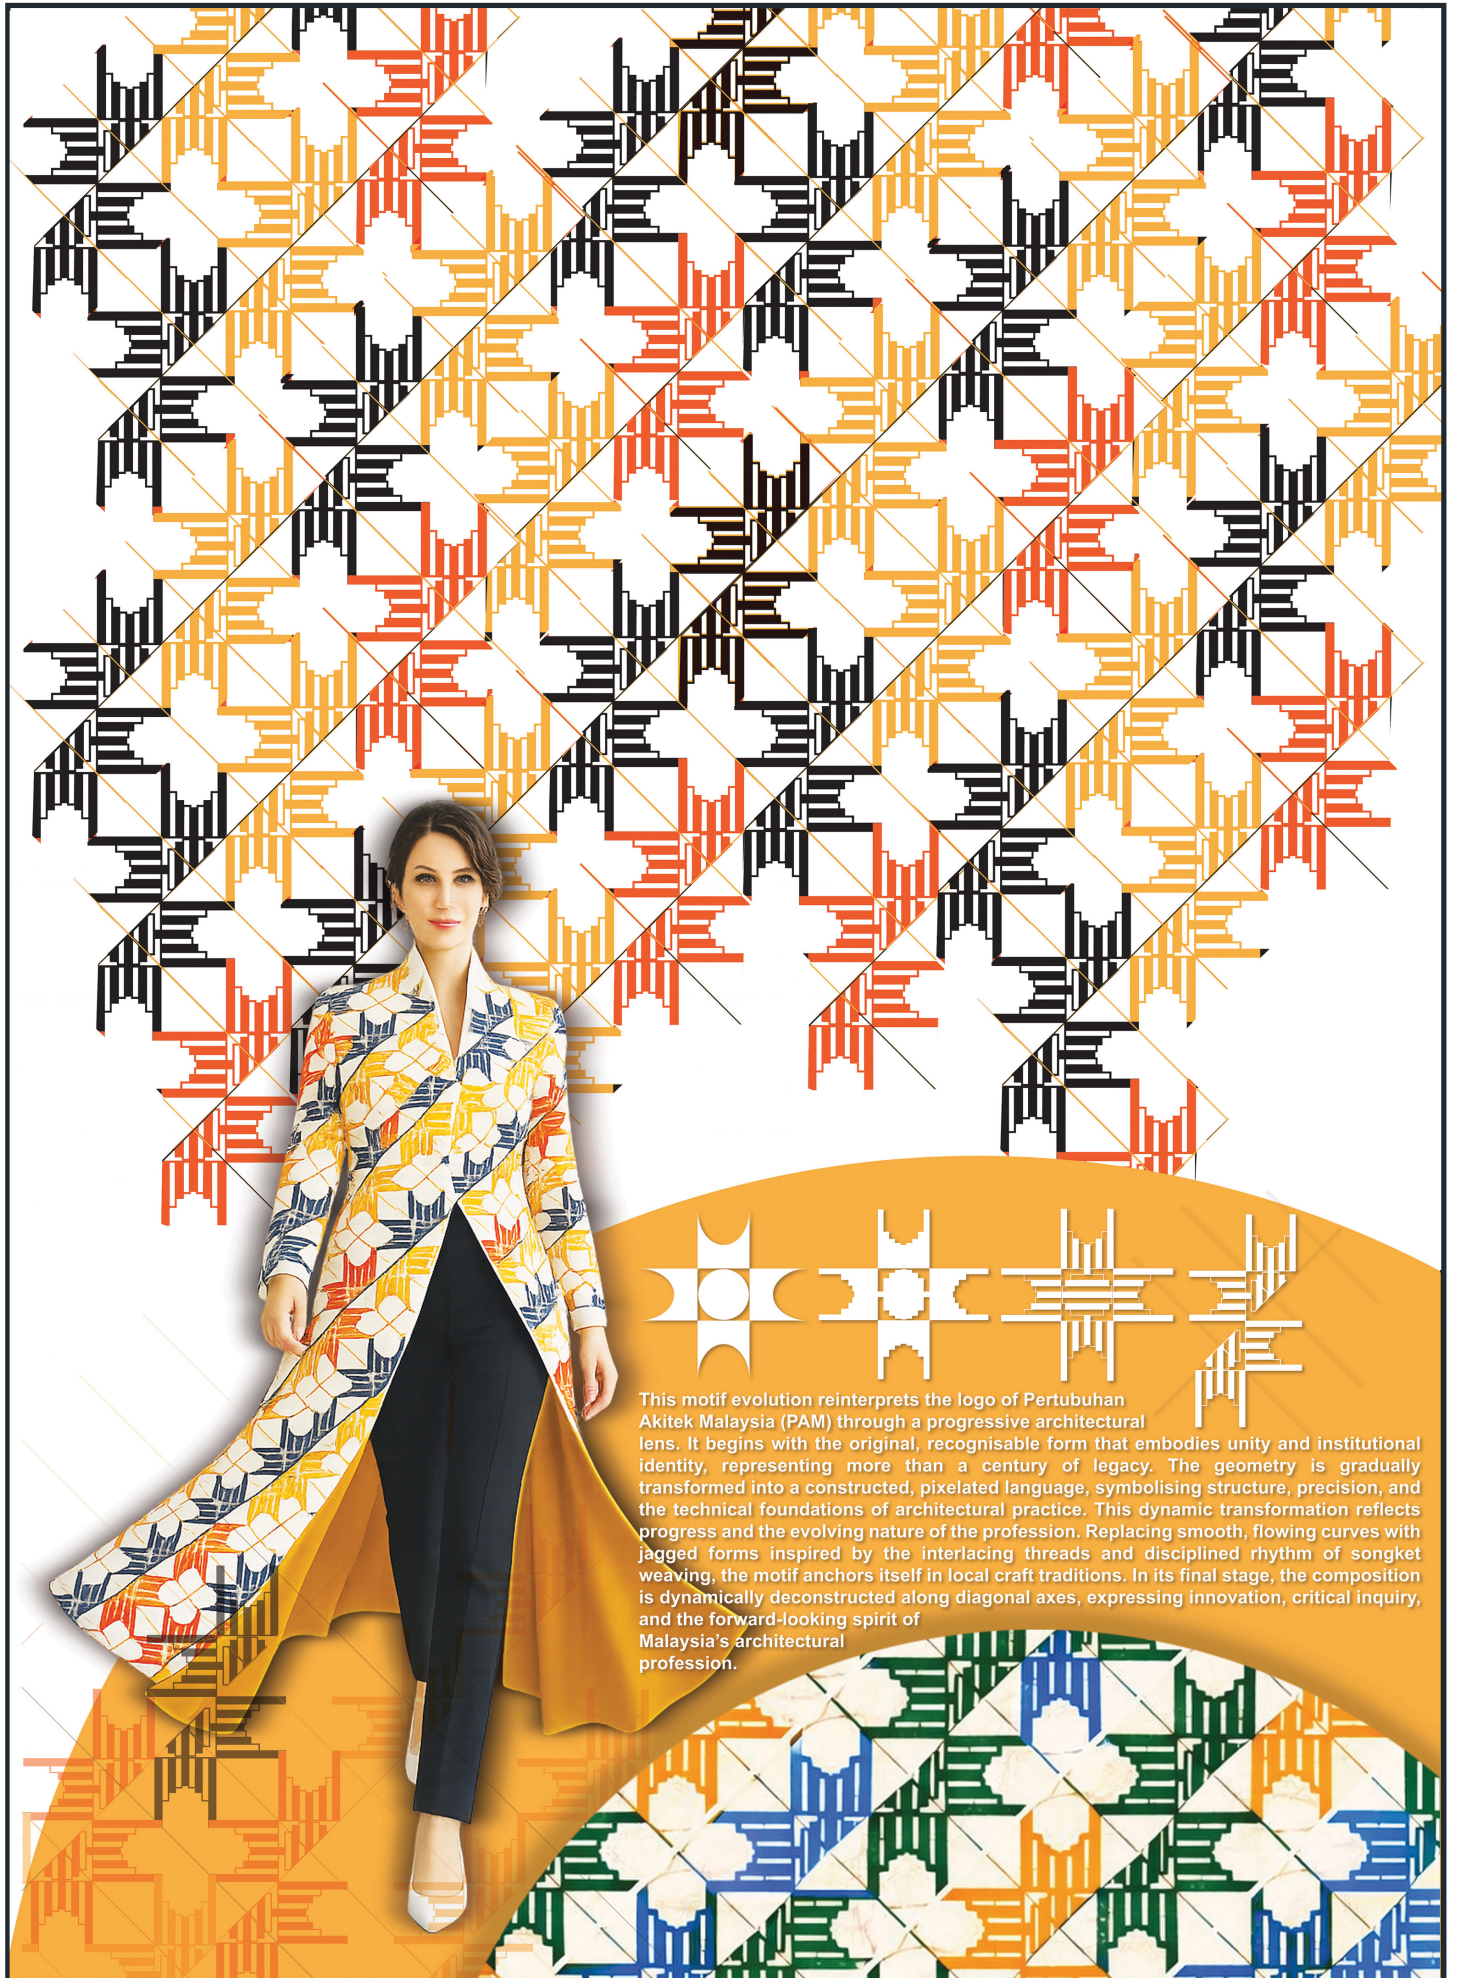 This motif evolution reinterprets the logo of Pertubuhan
Akitek Malaysia (PAM) through a progressive architectural
lens. It begins with the original, recognisable form that embodies unity and institutional
identity, representing more than a century of legacy. The geometry is gradually
transformed into a constructed, pixelated language, symbolising structure, precision, and
the technical foundations of architectural practice. This dynamic transformation reflects
progress and the evolving nature of the profession. Replacing smooth, flowing curves with
jagged forms inspired by the interlacing threads and disciplined rhythm of songket
weaving, the motif anchors itself in local craft traditions. In its final stage, the composition
is dynamically deconstructed along diagonal axes, expressing innovation, critical inquiry,
and the forward-looking spirit of
Malaysia’s architectural
profession.